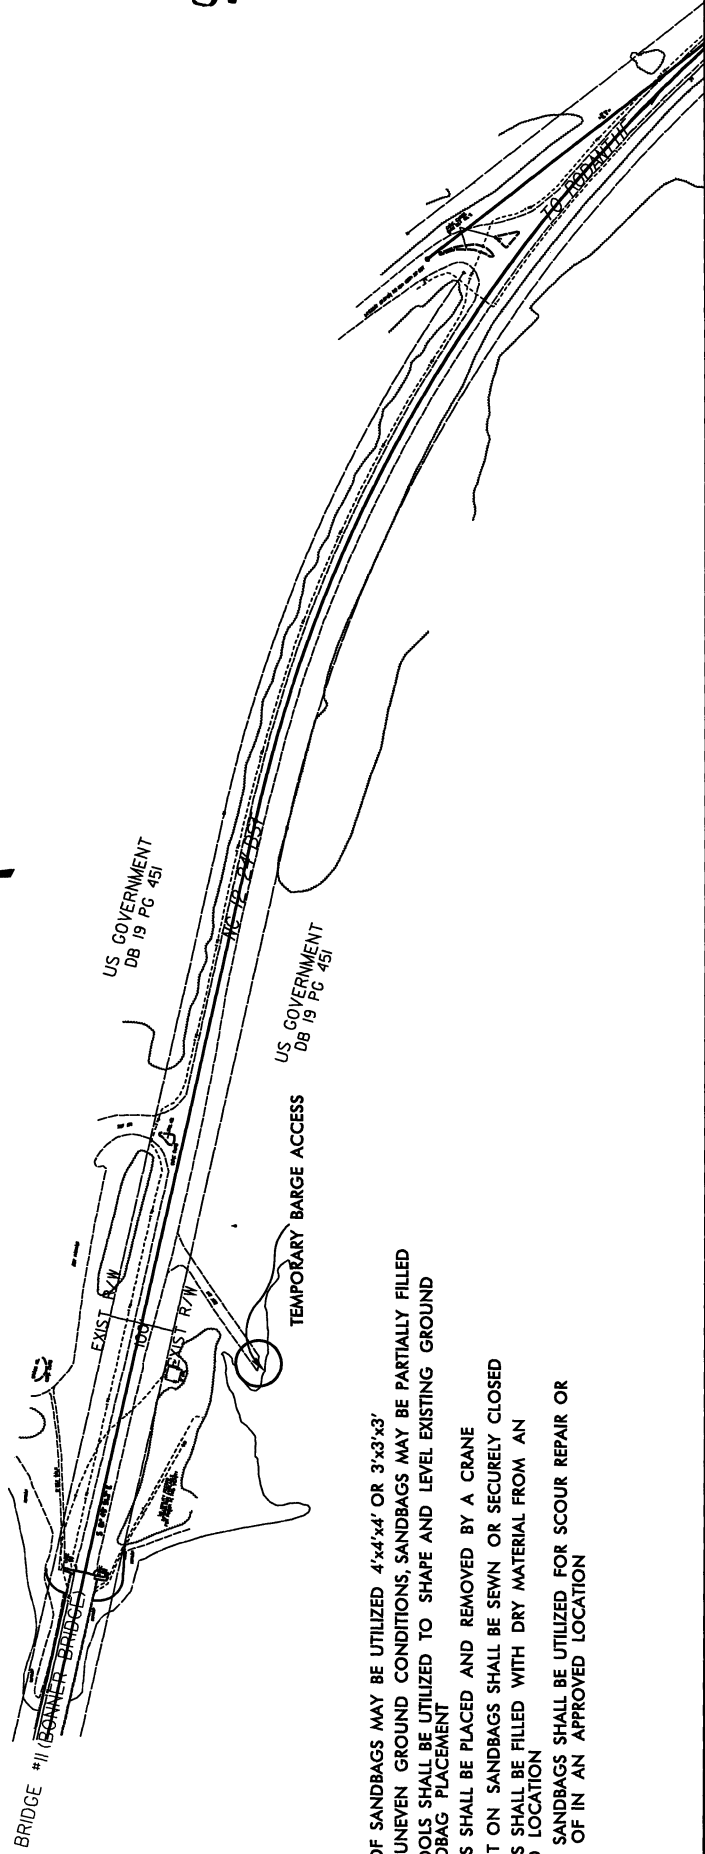 TO RODANTHE
US GOVERNMENT
DB 19 PG 451
NC 12 24' BST
US GOVERNMENT
DB 19 PG 451
TEMPORARY BARGE ACCESS
EXIST R/W
100
EXIST R/W
BRIDGE #11 (BONNER BRIDGE)
OF SANDBAGS MAY BE UTILIZED 4'x4'x4' OR 3'x3'x3'
UNEVEN GROUND CONDITIONS, SANDBAGS MAY BE PARTIALLY FILLED
OOLS SHALL BE UTILIZED TO SHAPE AND LEVEL EXISTING GROUND
DBAG PLACEMENT
S SHALL BE PLACED AND REMOVED BY A CRANE
T ON SANDBAGS SHALL BE SEWN OR SECURELY CLOSED
S SHALL BE FILLED WITH DRY MATERIAL FROM AN
D LOCATION
SANDBAGS SHALL BE UTILIZED FOR SCOUR REPAIR OR
OF IN AN APPROVED LOCATION